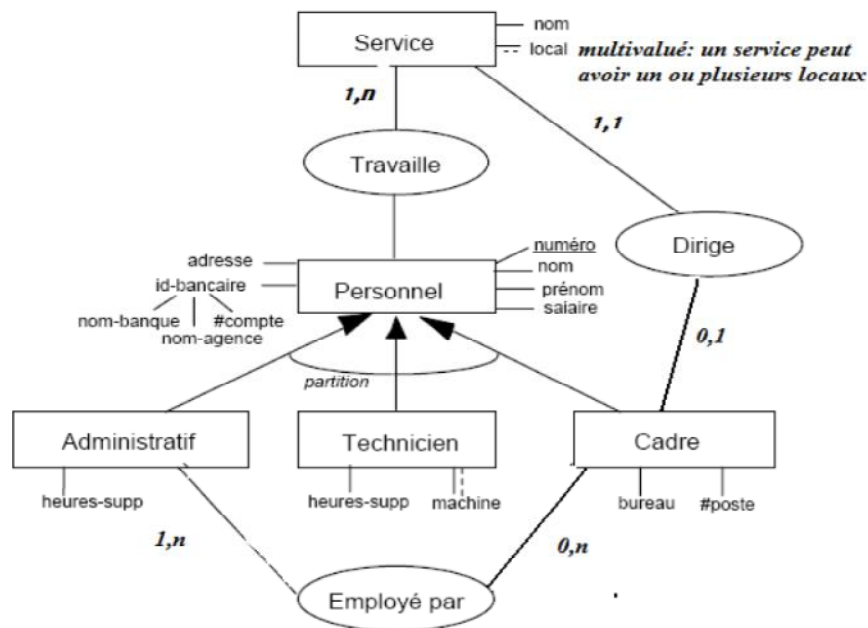 Service
nom
local
multivalué: un service peut
avoir un ou plusieurs locaux
1,n
1,1
Travaille
Dirige
adresse
id-bancaire
nom-banque
#compte
nom-agence
Personnel
numéro
nom
prénom
salaire
0,1
partition
Administratif
Technicien
Cadre
heures-supp
heures-supp
machine
bureau
#poste
1,n
0,n
Employé par